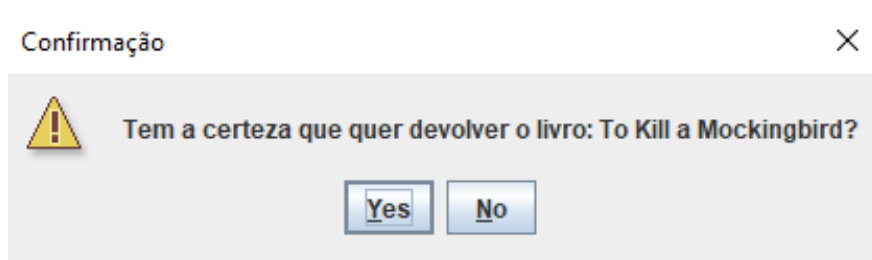 Confirmação
Tem a certeza que quer devolver o livro: To Kill a Mockingbird?
Yes No